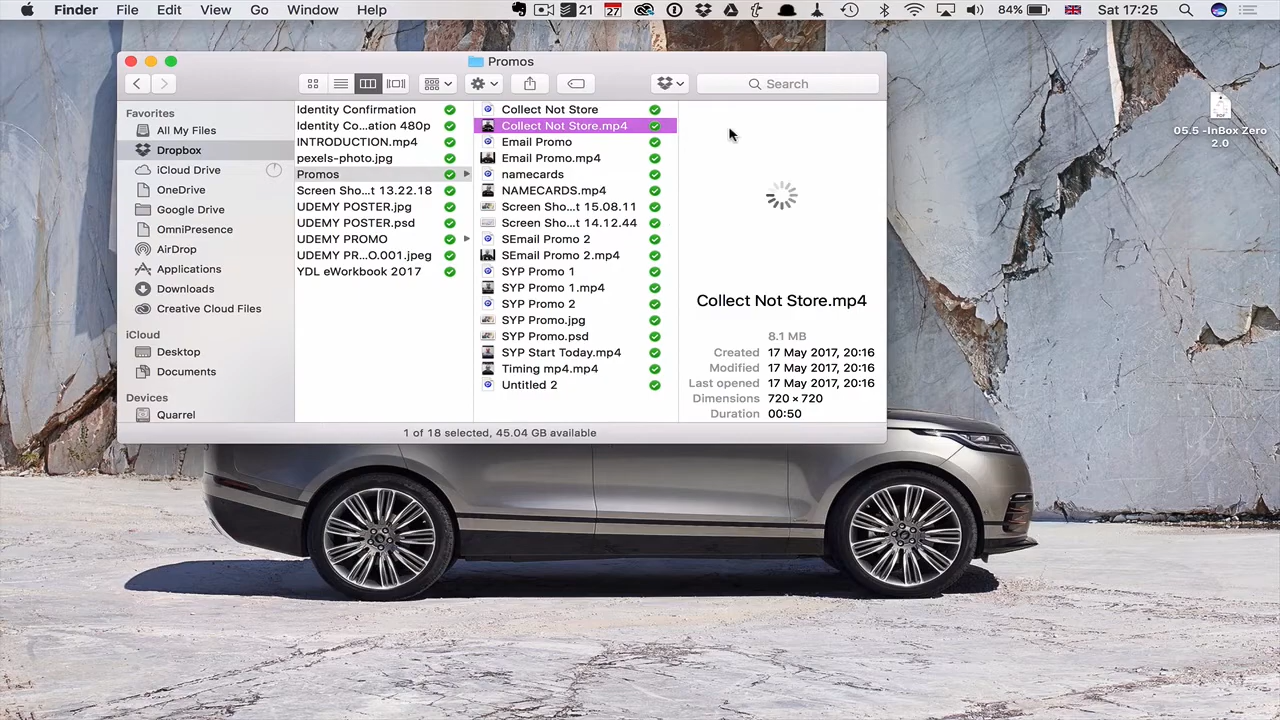 Finder File Edit View Go Window Help 21 27 84% Sat 17:25
Promos
Search
Favorites
All My Files
Dropbox
iCloud Drive
OneDrive
Google Drive
OmniPresence
AirDrop
Applications
Downloads
Creative Cloud Files
iCloud
Desktop
Documents
Devices
Quarrel
Identity Confirmation
Identity Co...ation 480p
INTRODUCTION.mp4
pexels-photo.jpg
Promos
Screen Sho...t 13.22.18
UDEMY POSTER.jpg
UDEMY POSTER.psd
UDEMY PROMO
UDEMY PR...O.001.jpeg
YDL eWorkbook 2017
Collect Not Store
Collect Not Store.mp4
Email Promo
Email Promo.mp4
namecards
NAMECARDS.mp4
Screen Sho...t 15.08.11
Screen Sho...t 14.12.44
SEmail Promo 2
SEmail Promo 2.mp4
SYP Promo 1
SYP Promo 1.mp4
SYP Promo 2
SYP Promo.jpg
SYP Promo.psd
SYP Start Today.mp4
Timing mp4.mp4
Untitled 2
Collect Not Store.mp4
8.1 MB
Created 17 May 2017, 20:16
Modified 17 May 2017, 20:16
Last opened 17 May 2017, 20:16
Dimensions 720 × 720
Duration 00:50
1 of 18 selected, 45.04 GB available
PDF
05.5 -InBox Zero
2.0